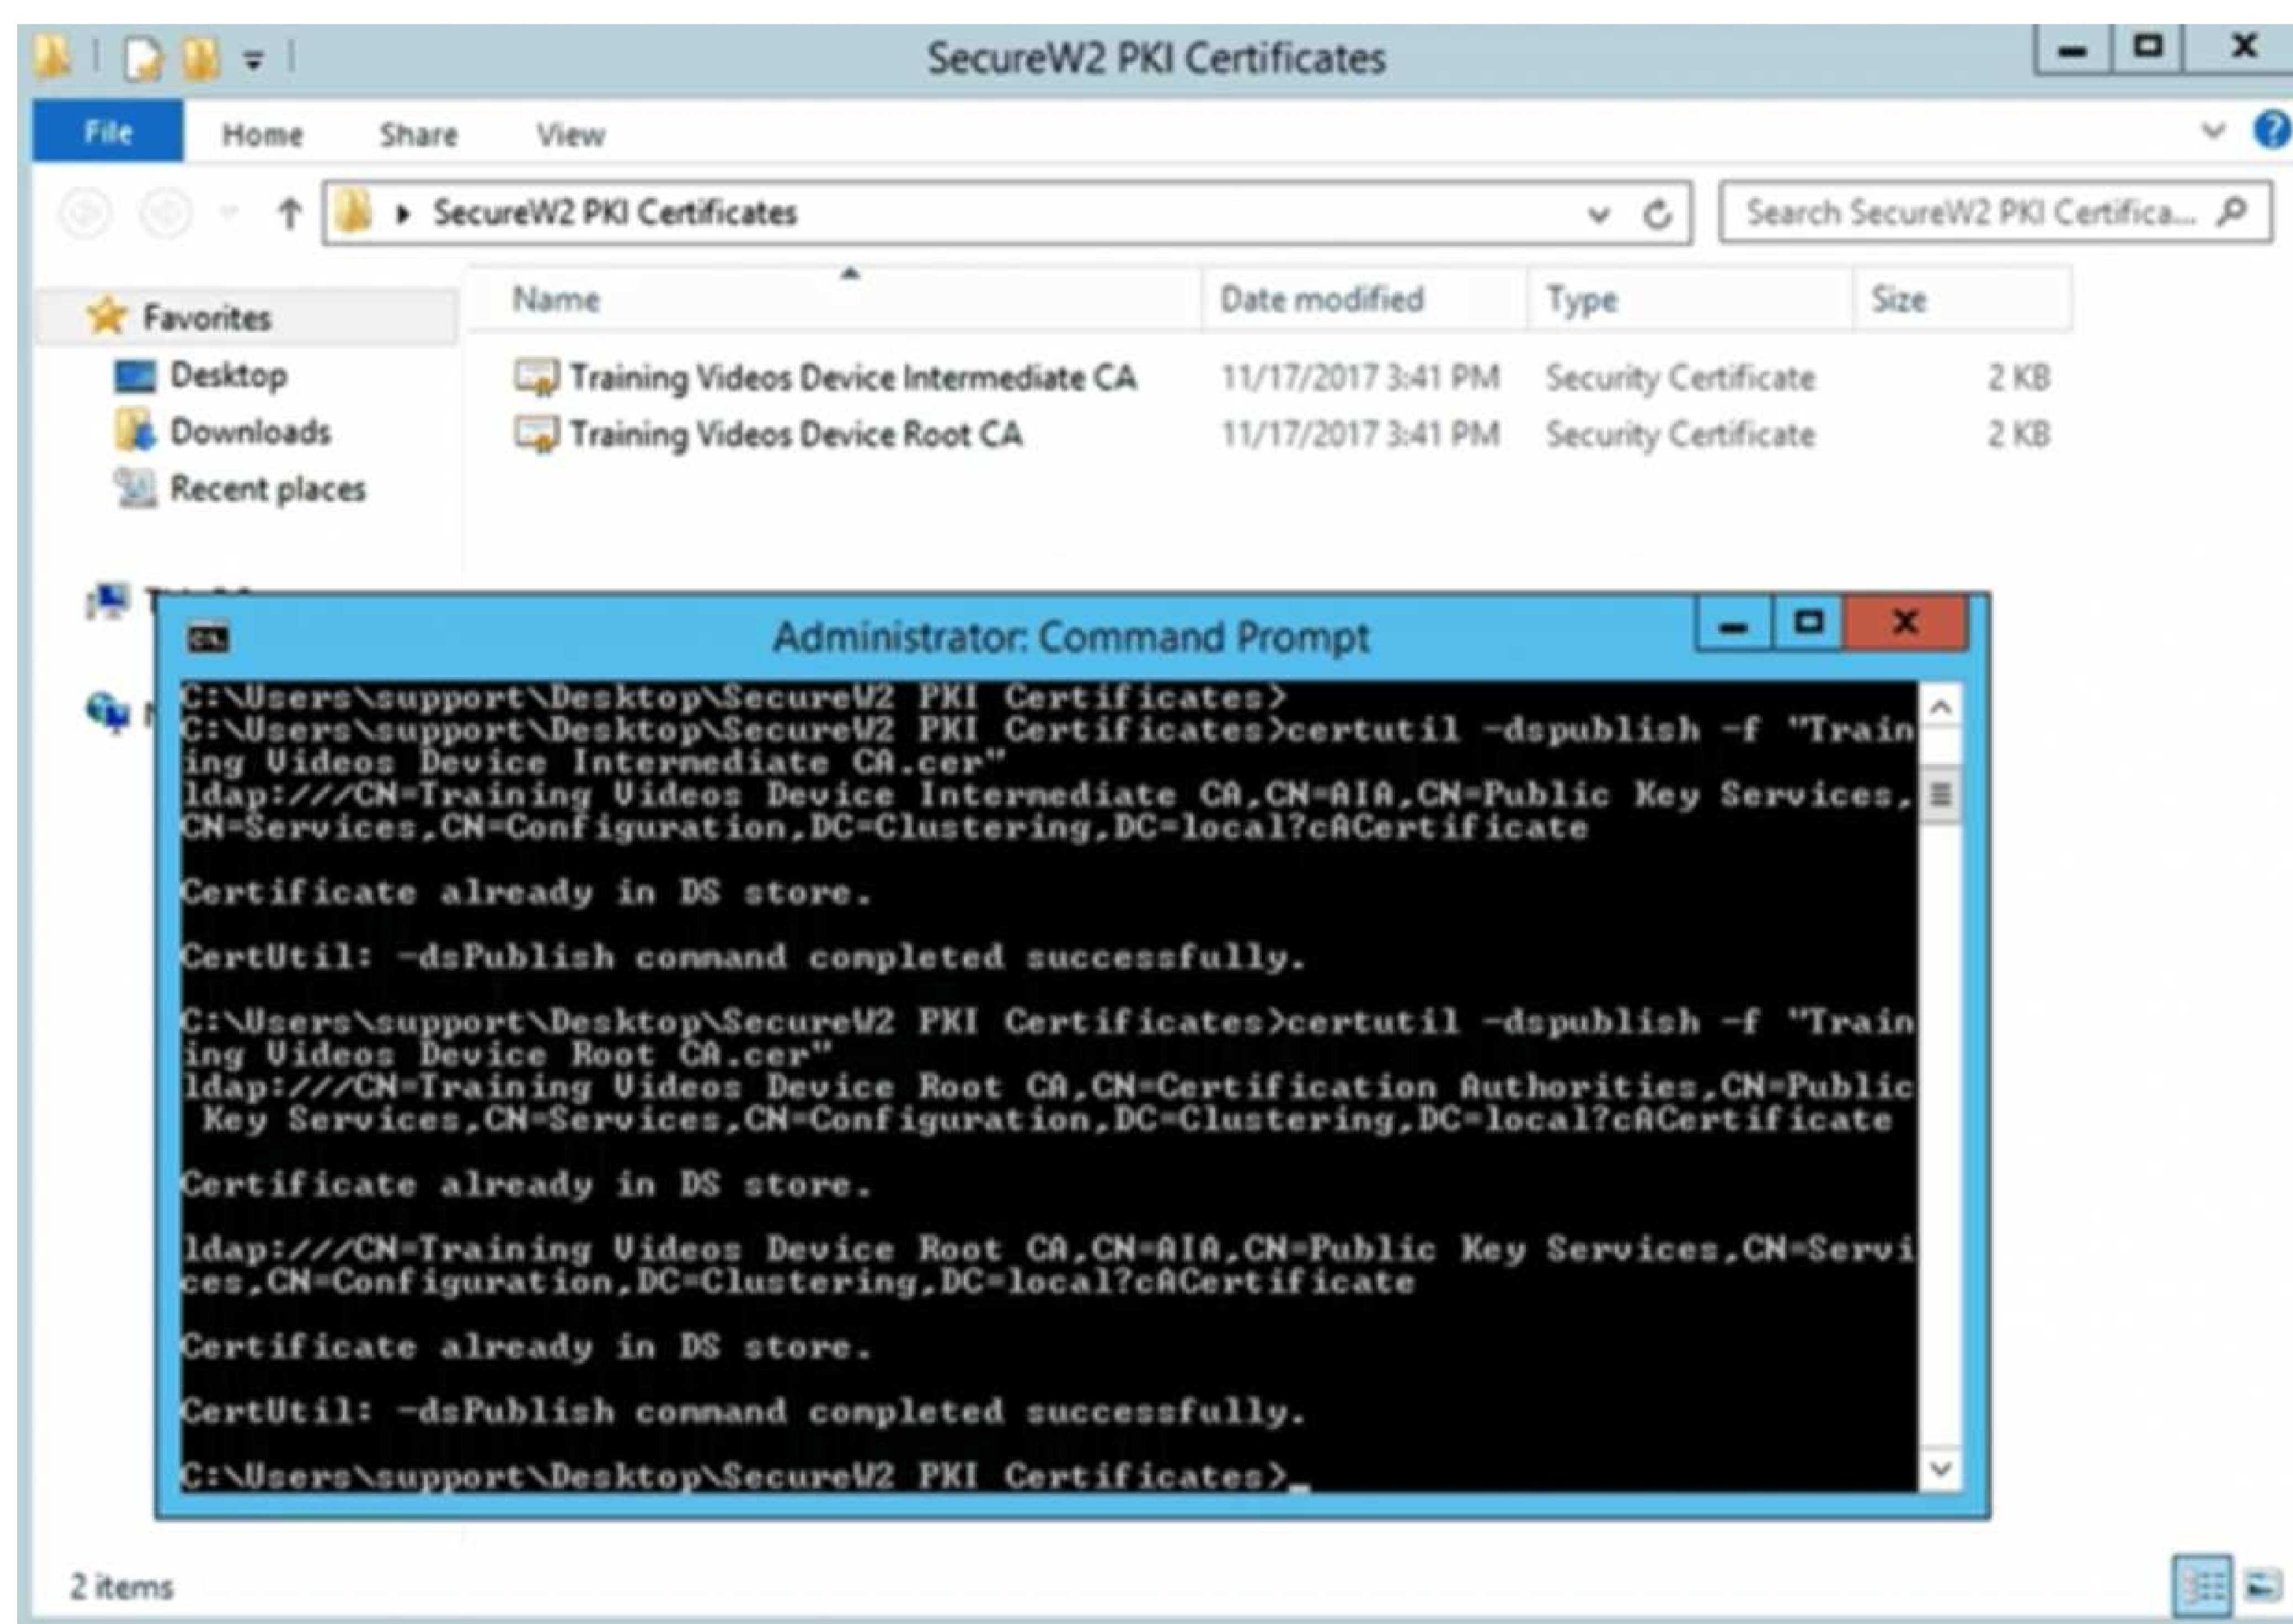 SecureW2 PKI Certificates
File Home Share View
SecureW2 PKI Certificates
Search SecureW2 PKI Certifica...
Name Date modified Type Size
Favorites
Desktop
Downloads
Recent places
Training Videos Device Intermediate CA 11/17/2017 3:41 PM Security Certificate 2 KB
Training Videos Device Root CA 11/17/2017 3:41 PM Security Certificate 2 KB
Administrator: Command Prompt
C:\Users\support\Desktop\SecureW2 PKI Certificates>
C:\Users\support\Desktop\SecureW2 PKI Certificates>certutil -dspublish -f "Train
ing Videos Device Intermediate CA.cer"
ldap:///CN=Training Videos Device Intermediate CA,CN=AIA,CN=Public Key Services,
CN=Services,CN=Configuration,DC=Clustering,DC=local?cACertificate
Certificate already in DS store.
CertUtil: -dsPublish command completed successfully.
C:\Users\support\Desktop\SecureW2 PKI Certificates>certutil -dspublish -f "Train
ing Videos Device Root CA.cer"
ldap:///CN=Training Videos Device Root CA,CN=Certification Authorities,CN=Public
Key Services,CN=Services,CN=Configuration,DC=Clustering,DC=local?cACertificate
Certificate already in DS store.
ldap:///CN=Training Videos Device Root CA,CN=AIA,CN=Public Key Services,CN=Servi
ces,CN=Configuration,DC=Clustering,DC=local?cACertificate
Certificate already in DS store.
CertUtil: -dsPublish command completed successfully.
C:\Users\support\Desktop\SecureW2 PKI Certificates>_
2 items